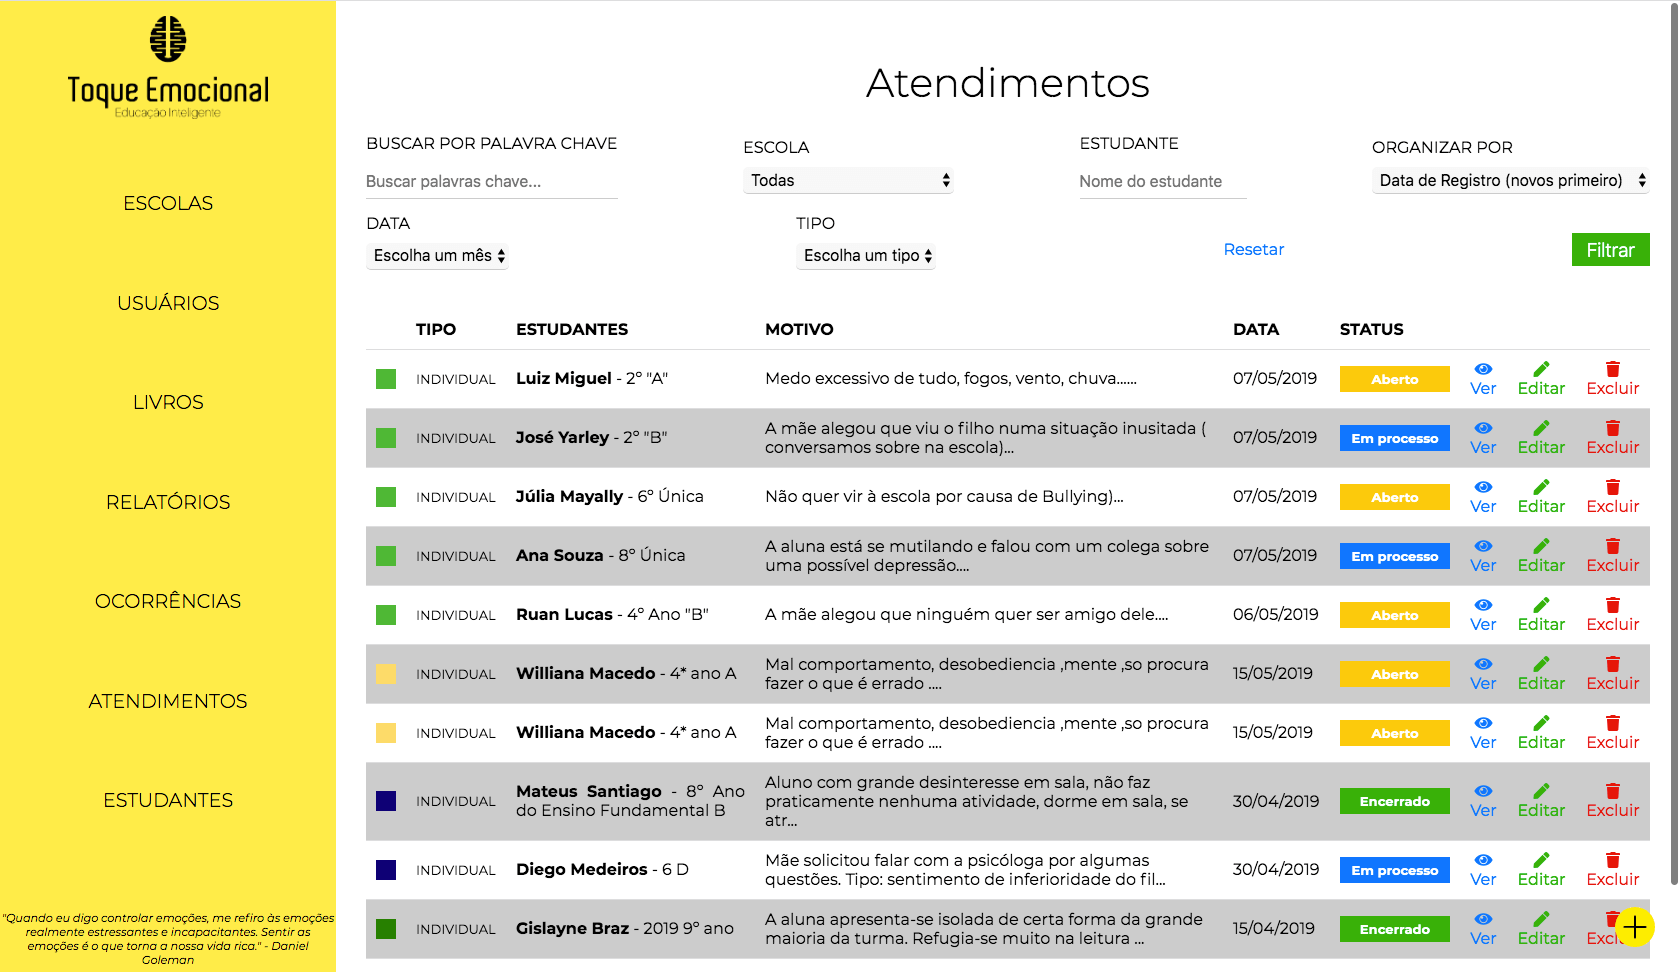 Toque Emocional
Educação Inteligente
ESCOLAS
USUÁRIOS
LIVROS
RELATÓRIOS
OCORRÊNCIAS
ATENDIMENTOS
ESTUDANTES
"Quando eu digo controlar emoções, me refiro às emoções
realmente estressantes e incapacitantes. Sentir as
emoções é o que torna a nossa vida rica." - Daniel
Goleman
Atendimentos
BUSCAR POR PALAVRA CHAVE
Buscar palavras chave...
ESCOLA
Todas
ESTUDANTE
Nome do estudante
ORGANIZAR POR
Data de Registro (novos primeiro)
DATA
Escolha um mês
TIPO
Escolha um tipo
Resetar
Filtrar
TIPO ESTUDANTES MOTIVO DATA STATUS
INDIVIDUAL Luiz Miguel - 2º "A" Medo excessivo de tudo, fogos, vento, chuva...... 07/05/2019 Aberto Ver Editar Excluir
INDIVIDUAL José Yarley - 2º "B" A mãe alegou que viu o filho numa situação inusitada (
conversamos sobre na escola)... 07/05/2019 Em processo Ver Editar Excluir
INDIVIDUAL Júlia Mayally - 6º Única Não quer vir à escola por causa de Bullying)... 07/05/2019 Aberto Ver Editar Excluir
INDIVIDUAL Ana Souza - 8º Única A aluna está se mutilando e falou com um colega sobre
uma possível depressão.... 07/05/2019 Em processo Ver Editar Excluir
INDIVIDUAL Ruan Lucas - 4º Ano "B" A mãe alegou que ninguém quer ser amigo dele.... 06/05/2019 Aberto Ver Editar Excluir
INDIVIDUAL Williana Macedo - 4* ano A Mal comportamento, desobediencia ,mente ,so procura
fazer o que é errado .... 15/05/2019 Aberto Ver Editar Excluir
INDIVIDUAL Williana Macedo - 4* ano A Mal comportamento, desobediencia ,mente ,so procura
fazer o que é errado .... 15/05/2019 Aberto Ver Editar Excluir
INDIVIDUAL Mateus Santiago - 8º Ano
do Ensino Fundamental B Aluno com grande desinteresse em sala, não faz
praticamente nenhuma atividade, dorme em sala, se
atr... 30/04/2019 Encerrado Ver Editar Excluir
INDIVIDUAL Diego Medeiros - 6 D Mãe solicitou falar com a psicóloga por algumas
questões. Tipo: sentimento de inferioridade do fil... 30/04/2019 Em processo Ver Editar Excluir
INDIVIDUAL Gislayne Braz - 2019 9º ano A aluna apresenta-se isolada de certa forma da grande
maioria da turma. Refugia-se muito na leitura ... 15/04/2019 Encerrado Ver Editar